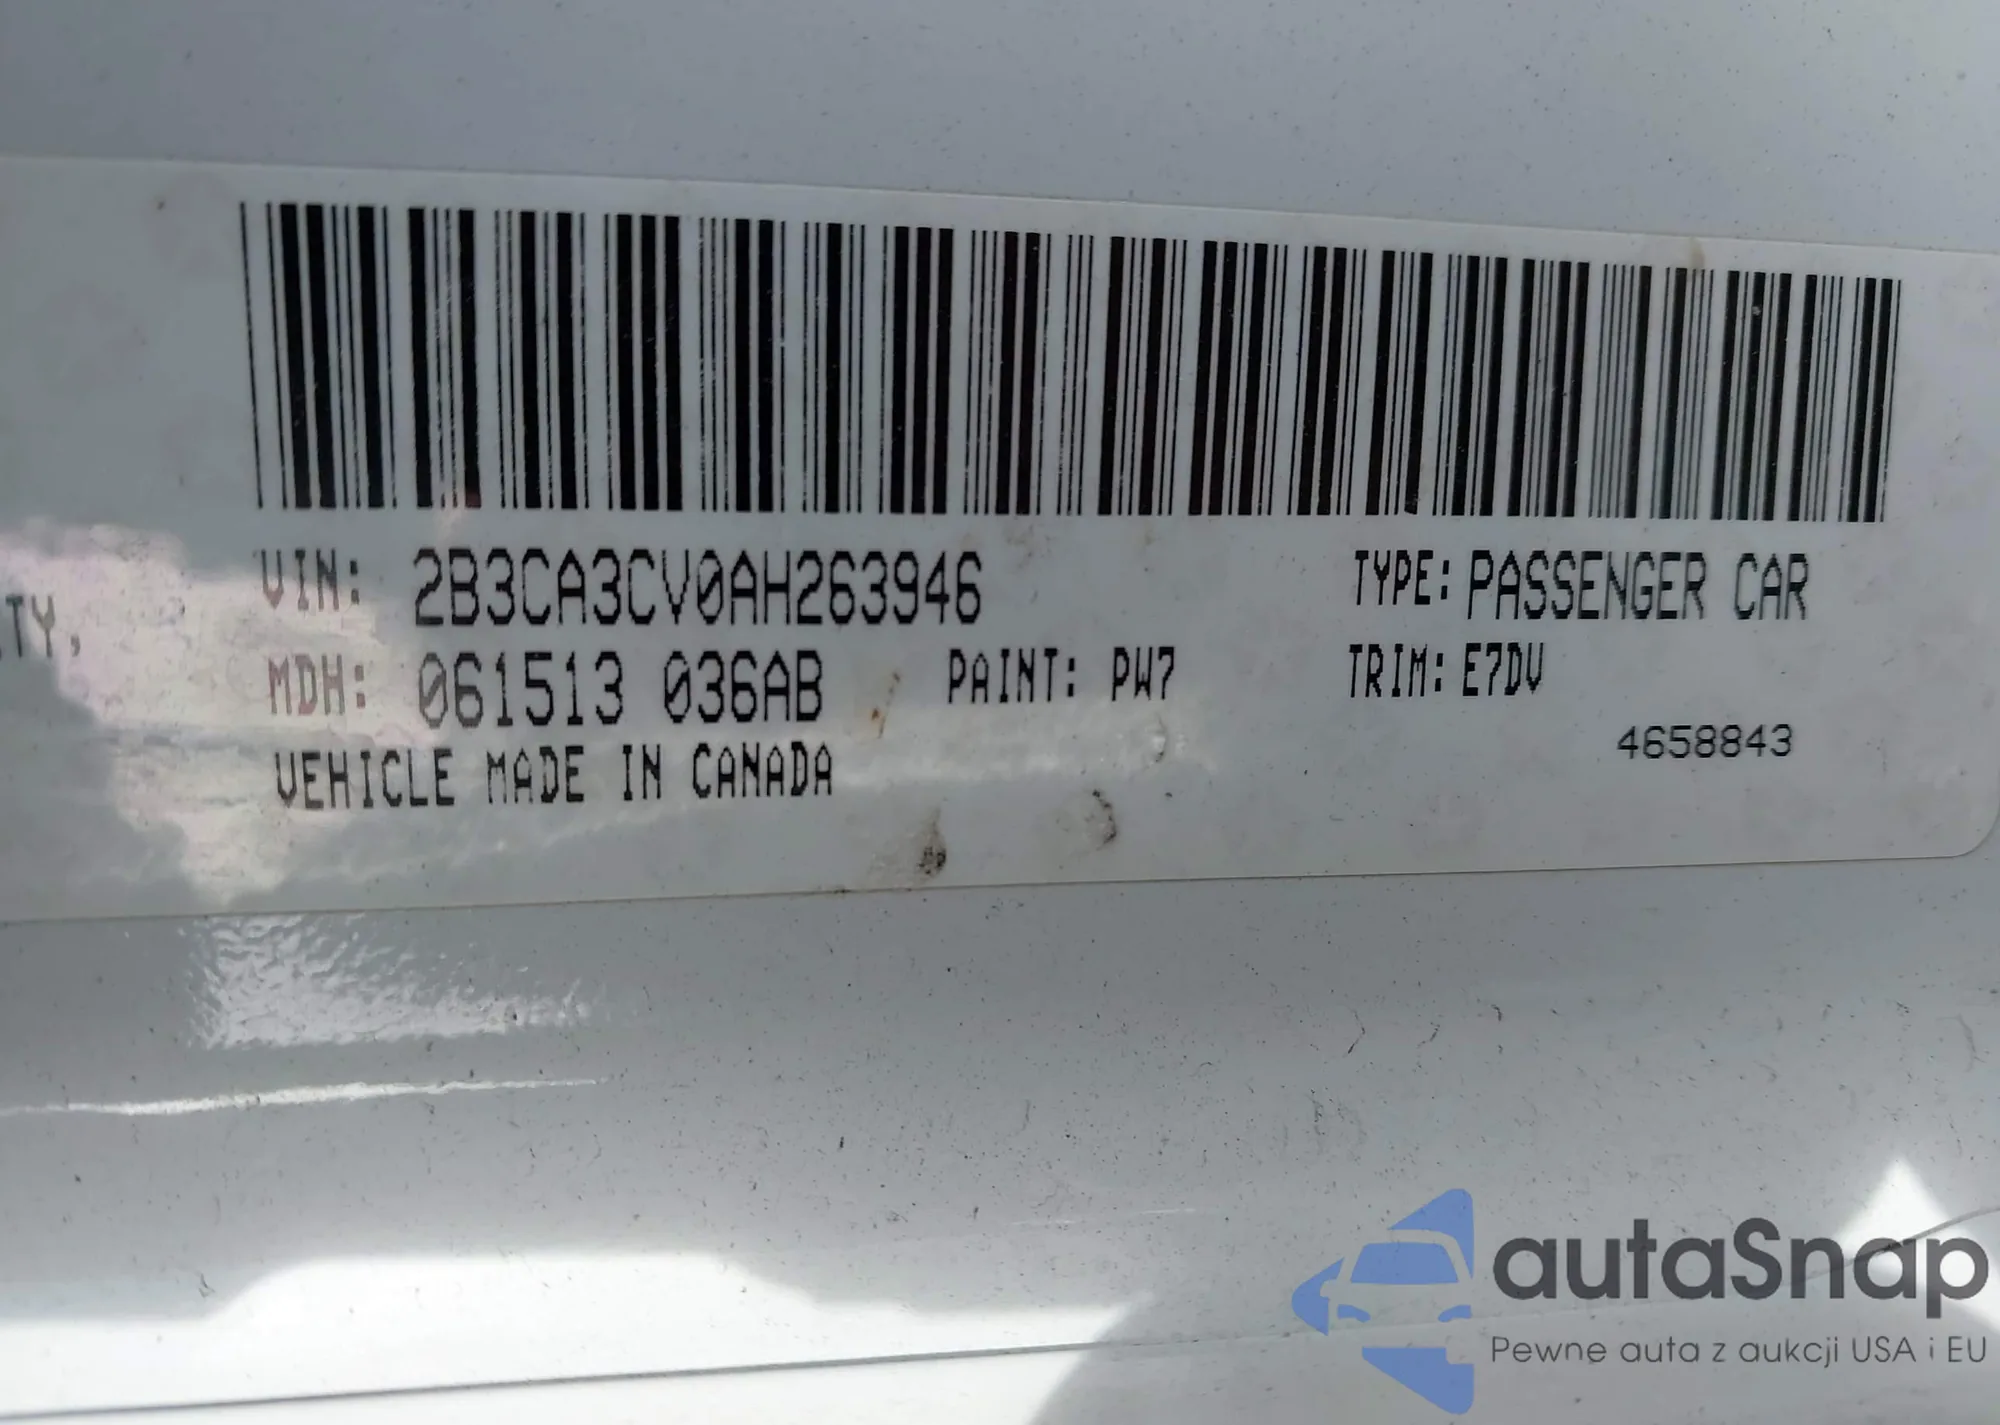 VIN: 2B3CA3CV0AH263946
TYPE: PASSENGER CAR
TY,
MDH: 061513 036AB
PAINT: PW7
TRIM: E7DV
4658843
VEHICLE MADE IN CANADA
autaSnap
Pewne auta z aukcji USA i EU